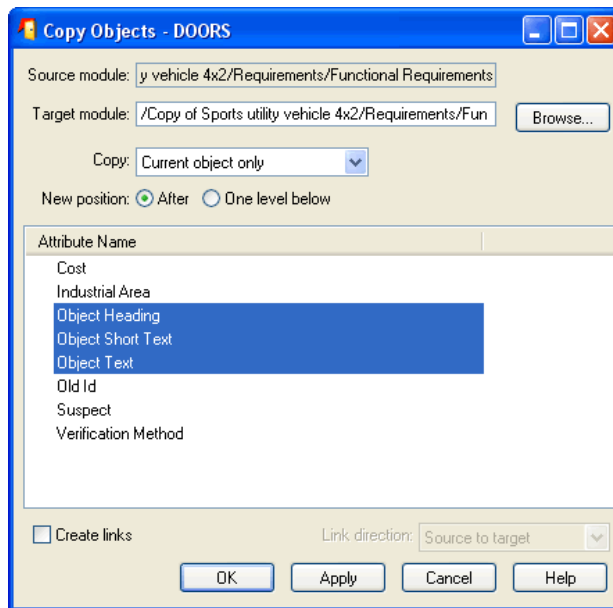 Copy Objects - DOORS
Source module: y vehicle 4x2/Requirements/Functional Requirements
Target module: /Copy of Sports utility vehicle 4x2/Requirements/Fun Browse...
Copy: Current object only
New position: After One level below
Attribute Name
Cost
Industrial Area
Object Heading
Object Short Text
Object Text
Old Id
Suspect
Verification Method
Create links Link direction: Source to target
OK Apply Cancel Help